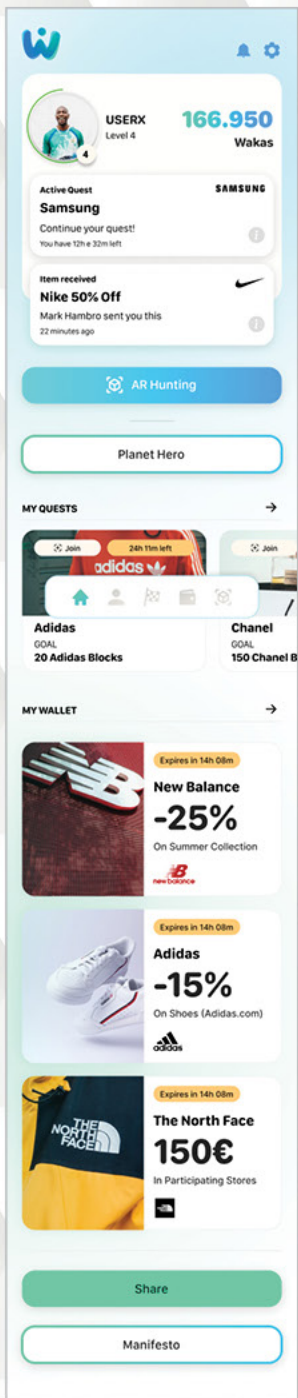 USERX
Level 4
4
166.950
Wakas
Active Quest
SAMSUNG
Samsung
Continue your quest!
You have 12h e 32m left
Item received
Nike 50% Off
Mark Hambro sent you this
22 minutes ago
AR Hunting
Planet Hero
MY QUESTS
Join
24h 11m left
Join
adidas
Adidas
GOAL
20 Adidas Blocks
Chanel
GOAL
150 Chanel B
MY WALLET
Expires in 14h 08m
New Balance
-25%
On Summer Collection
new balance
Expires in 14h 08m
Adidas
-15%
On Shoes (Adidas.com)
adidas
THE
NORTH
FACE
Expires in 14h 08m
The North Face
150€
In Participating Stores
Share
Manifesto